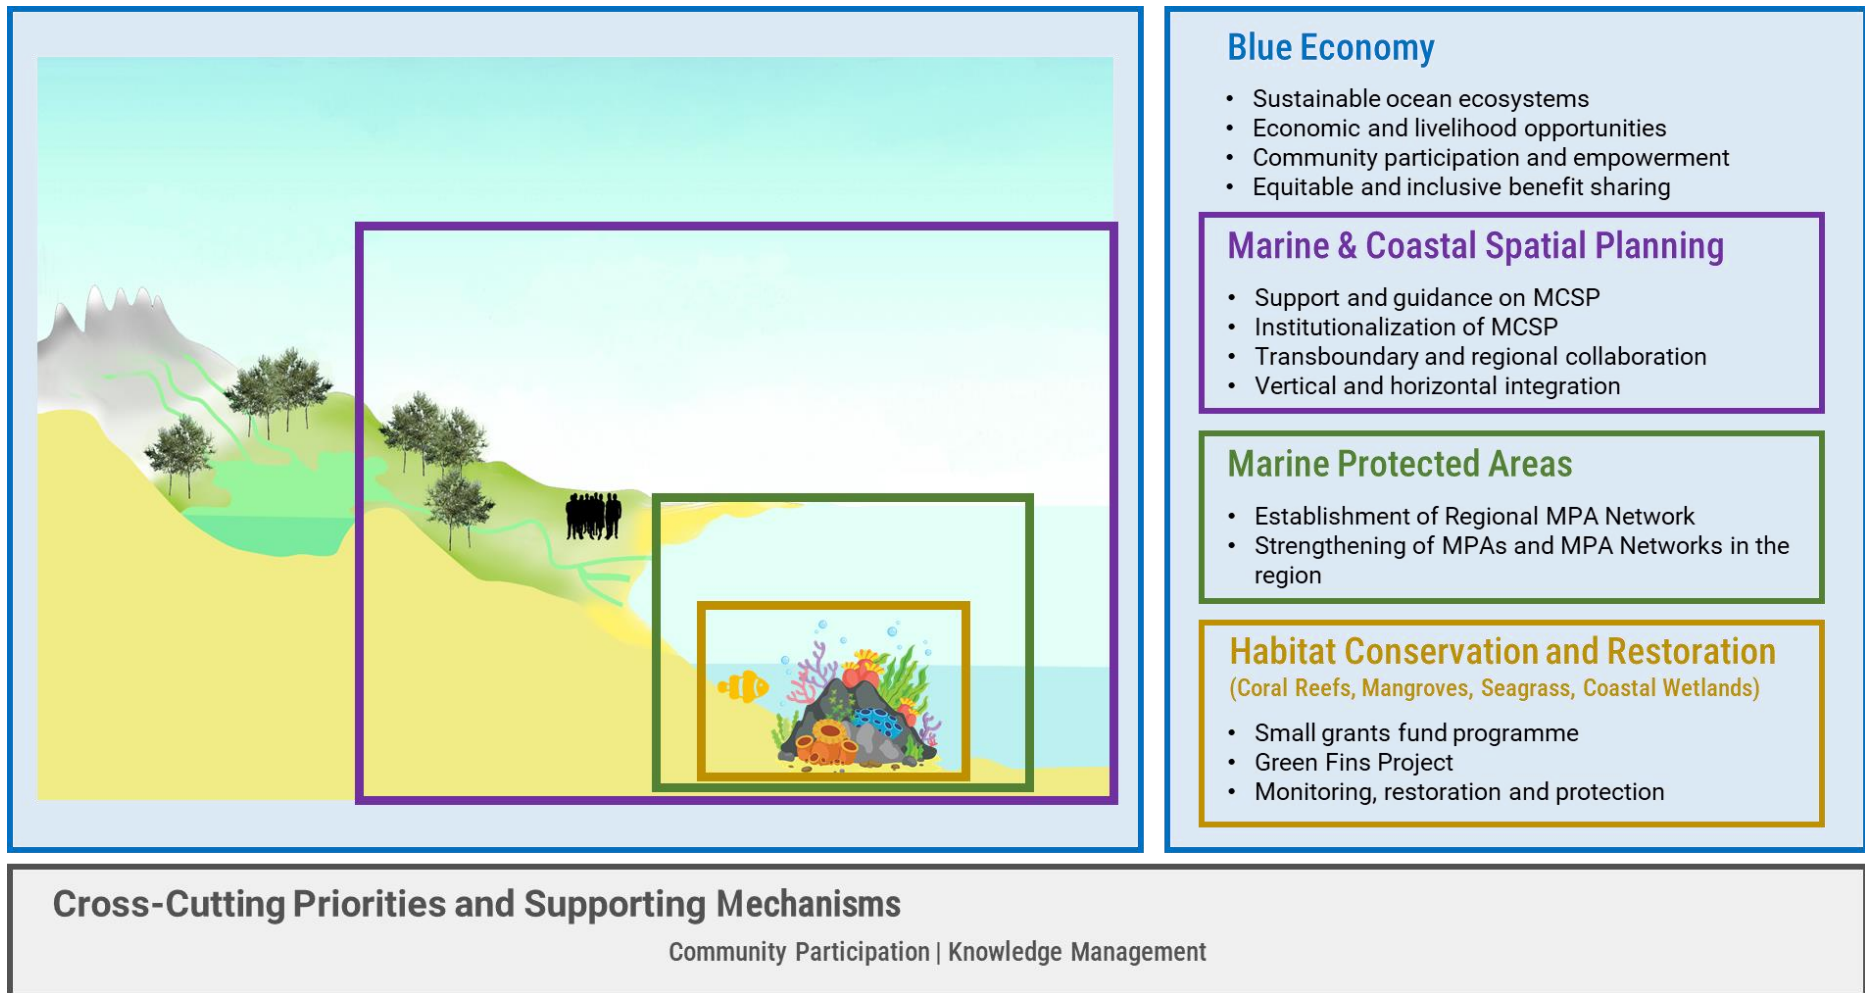 Blue Economy
• Sustainable ocean ecosystems
• Economic and livelihood opportunities
• Community participation and empowerment
• Equitable and inclusive benefit sharing
Marine & Coastal Spatial Planning
• Support and guidance on MCSP
• Institutionalization of MCSP
• Transboundary and regional collaboration
• Vertical and horizontal integration
Marine Protected Areas
• Establishment of Regional MPA Network
• Strengthening of MPAs and MPA Networks in the
region
Habitat Conservation and Restoration
(Coral Reefs, Mangroves, Seagrass, Coastal Wetlands)
• Small grants fund programme
• Green Fins Project
• Monitoring, restoration and protection
Cross-Cutting Priorities and Supporting Mechanisms
Community Participation | Knowledge Management